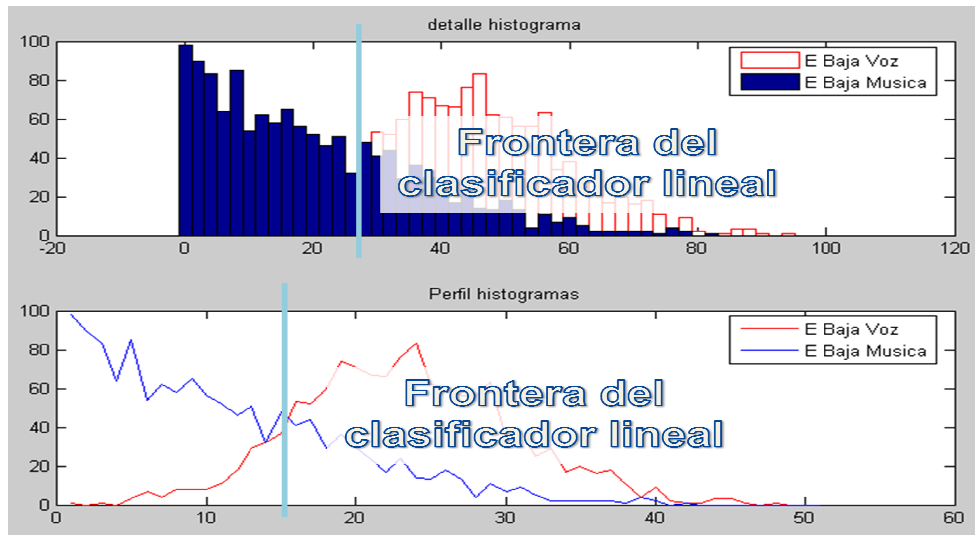 detalle histograma
100
80
60
40
20
0
E Baja Voz
E Baja Musica
Frontera del
clasificador lineal
-20 0 20 40 60 80 100 120
Perfil histogramas
100
80
60
40
20
0
E Baja Voz
E Baja Musica
Frontera del
clasificador lineal
0 10 20 30 40 50 60